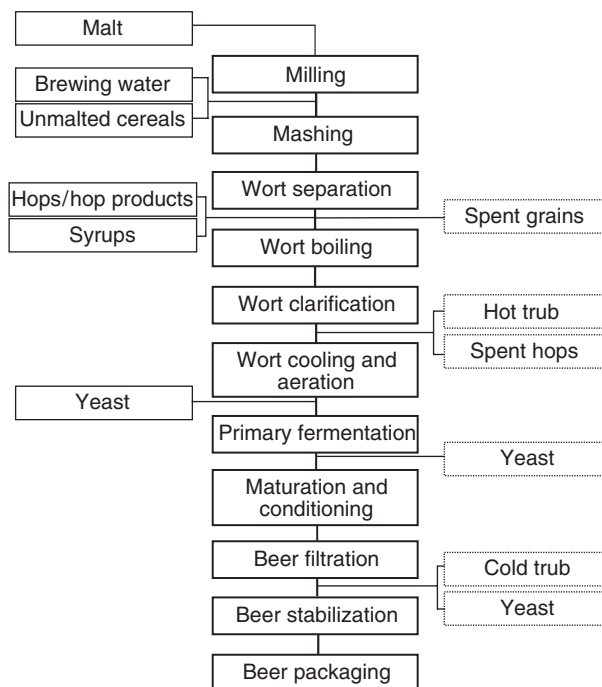 Malt
Milling
Brewing water
Unmalted cereals
Mashing
Wort separation
Hops/hop products
Spent grains
Syrups
Wort boiling
Wort clarification
Hot trub
Spent hops
Wort cooling and
aeration
Yeast
Primary fermentation
Yeast
Maturation and
conditioning
Beer filtration
Cold trub
Yeast
Beer stabilization
Beer packaging